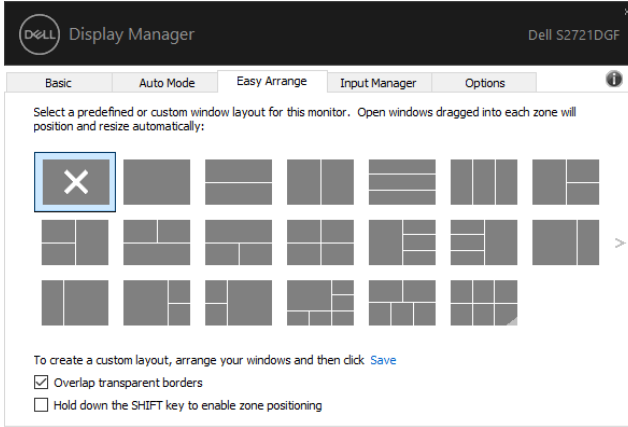 DELL Display Manager
Dell S2721DGF
Basic Auto Mode Easy Arrange Input Manager Options
Select a predefined or custom window layout for this monitor. Open windows dragged into each zone will
position and resize automatically:
To create a custom layout, arrange your windows and then click Save
Overlap transparent borders
Hold down the SHIFT key to enable zone positioning